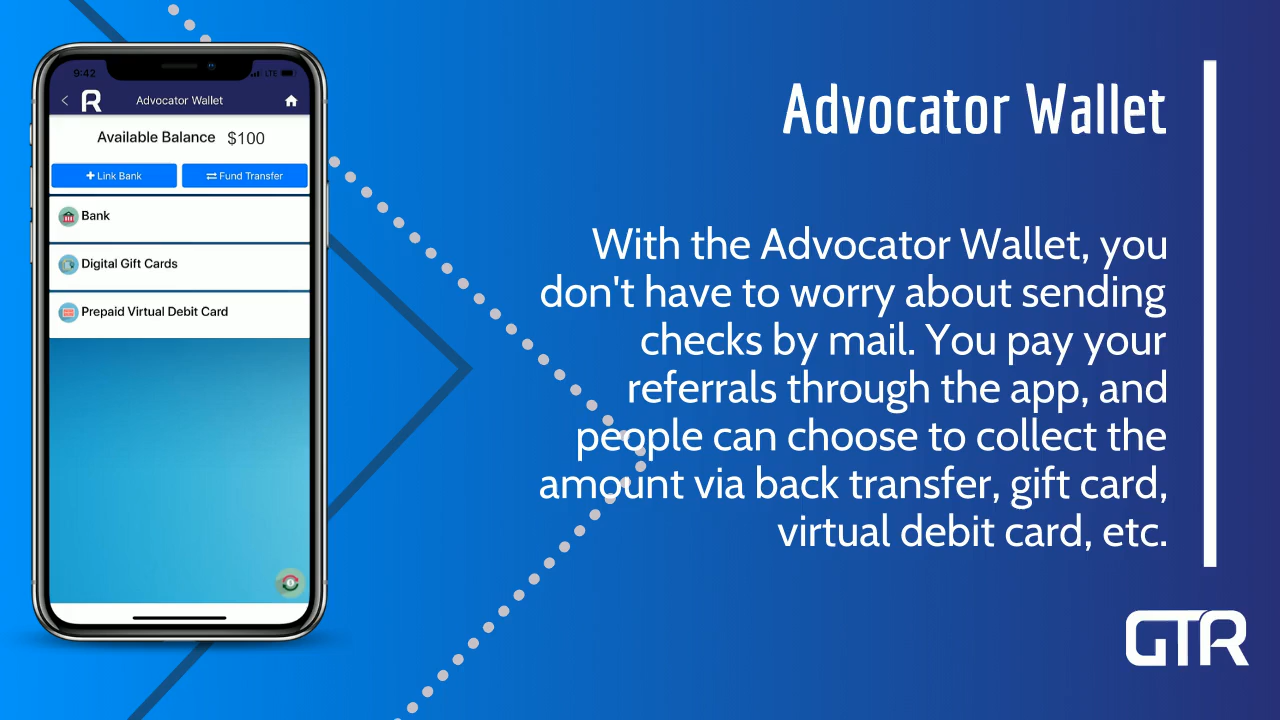 9:42
LTE
R
Advocator Wallet
Available Balance $100
+ Link Bank
Fund Transfer
Bank
Digital Gift Cards
Prepaid Virtual Debit Card
Advocator Wallet
With the Advocator Wallet, you
don't have to worry about sending
checks by mail. You pay your
referrals through the app, and
people can choose to collect the
amount via back transfer, gift card,
virtual debit card, etc.
GTR